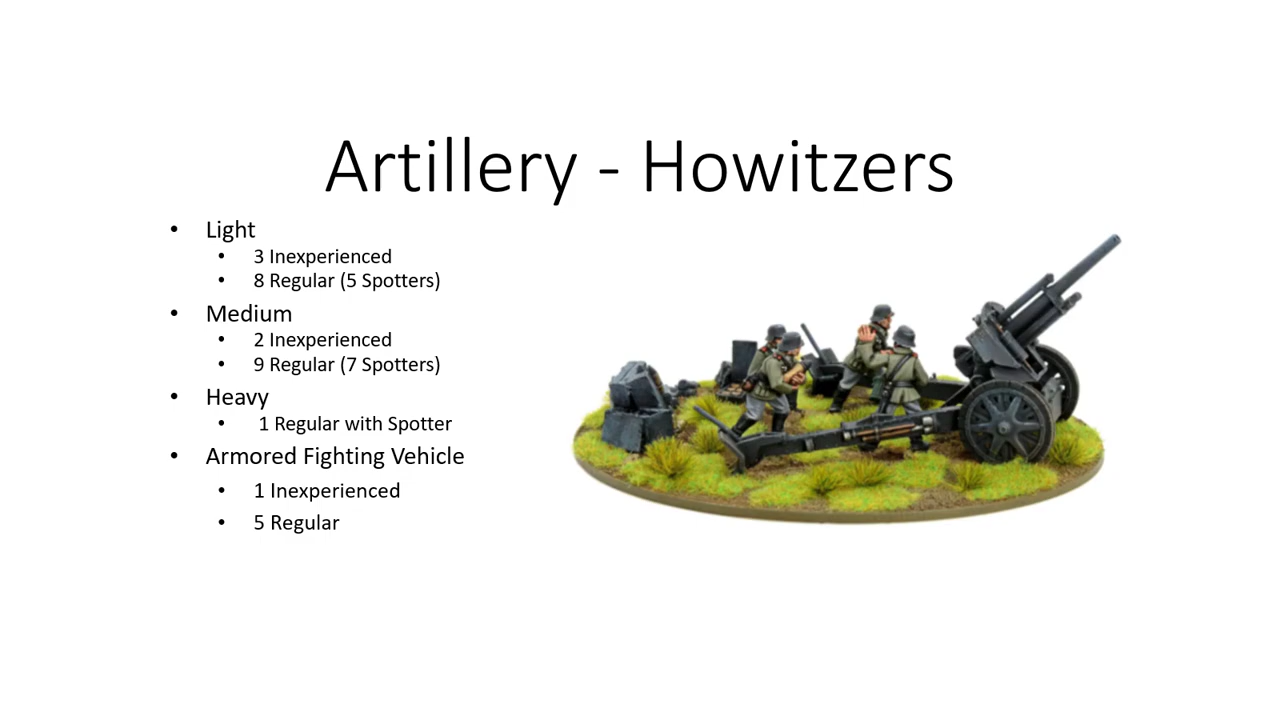 Artillery - Howitzers
• Light
• 3 Inexperienced
• 8 Regular (5 Spotters)
• Medium
• 2 Inexperienced
• 9 Regular (7 Spotters)
• Heavy
• 1 Regular with Spotter
• Armored Fighting Vehicle
• 1 Inexperienced
• 5 Regular